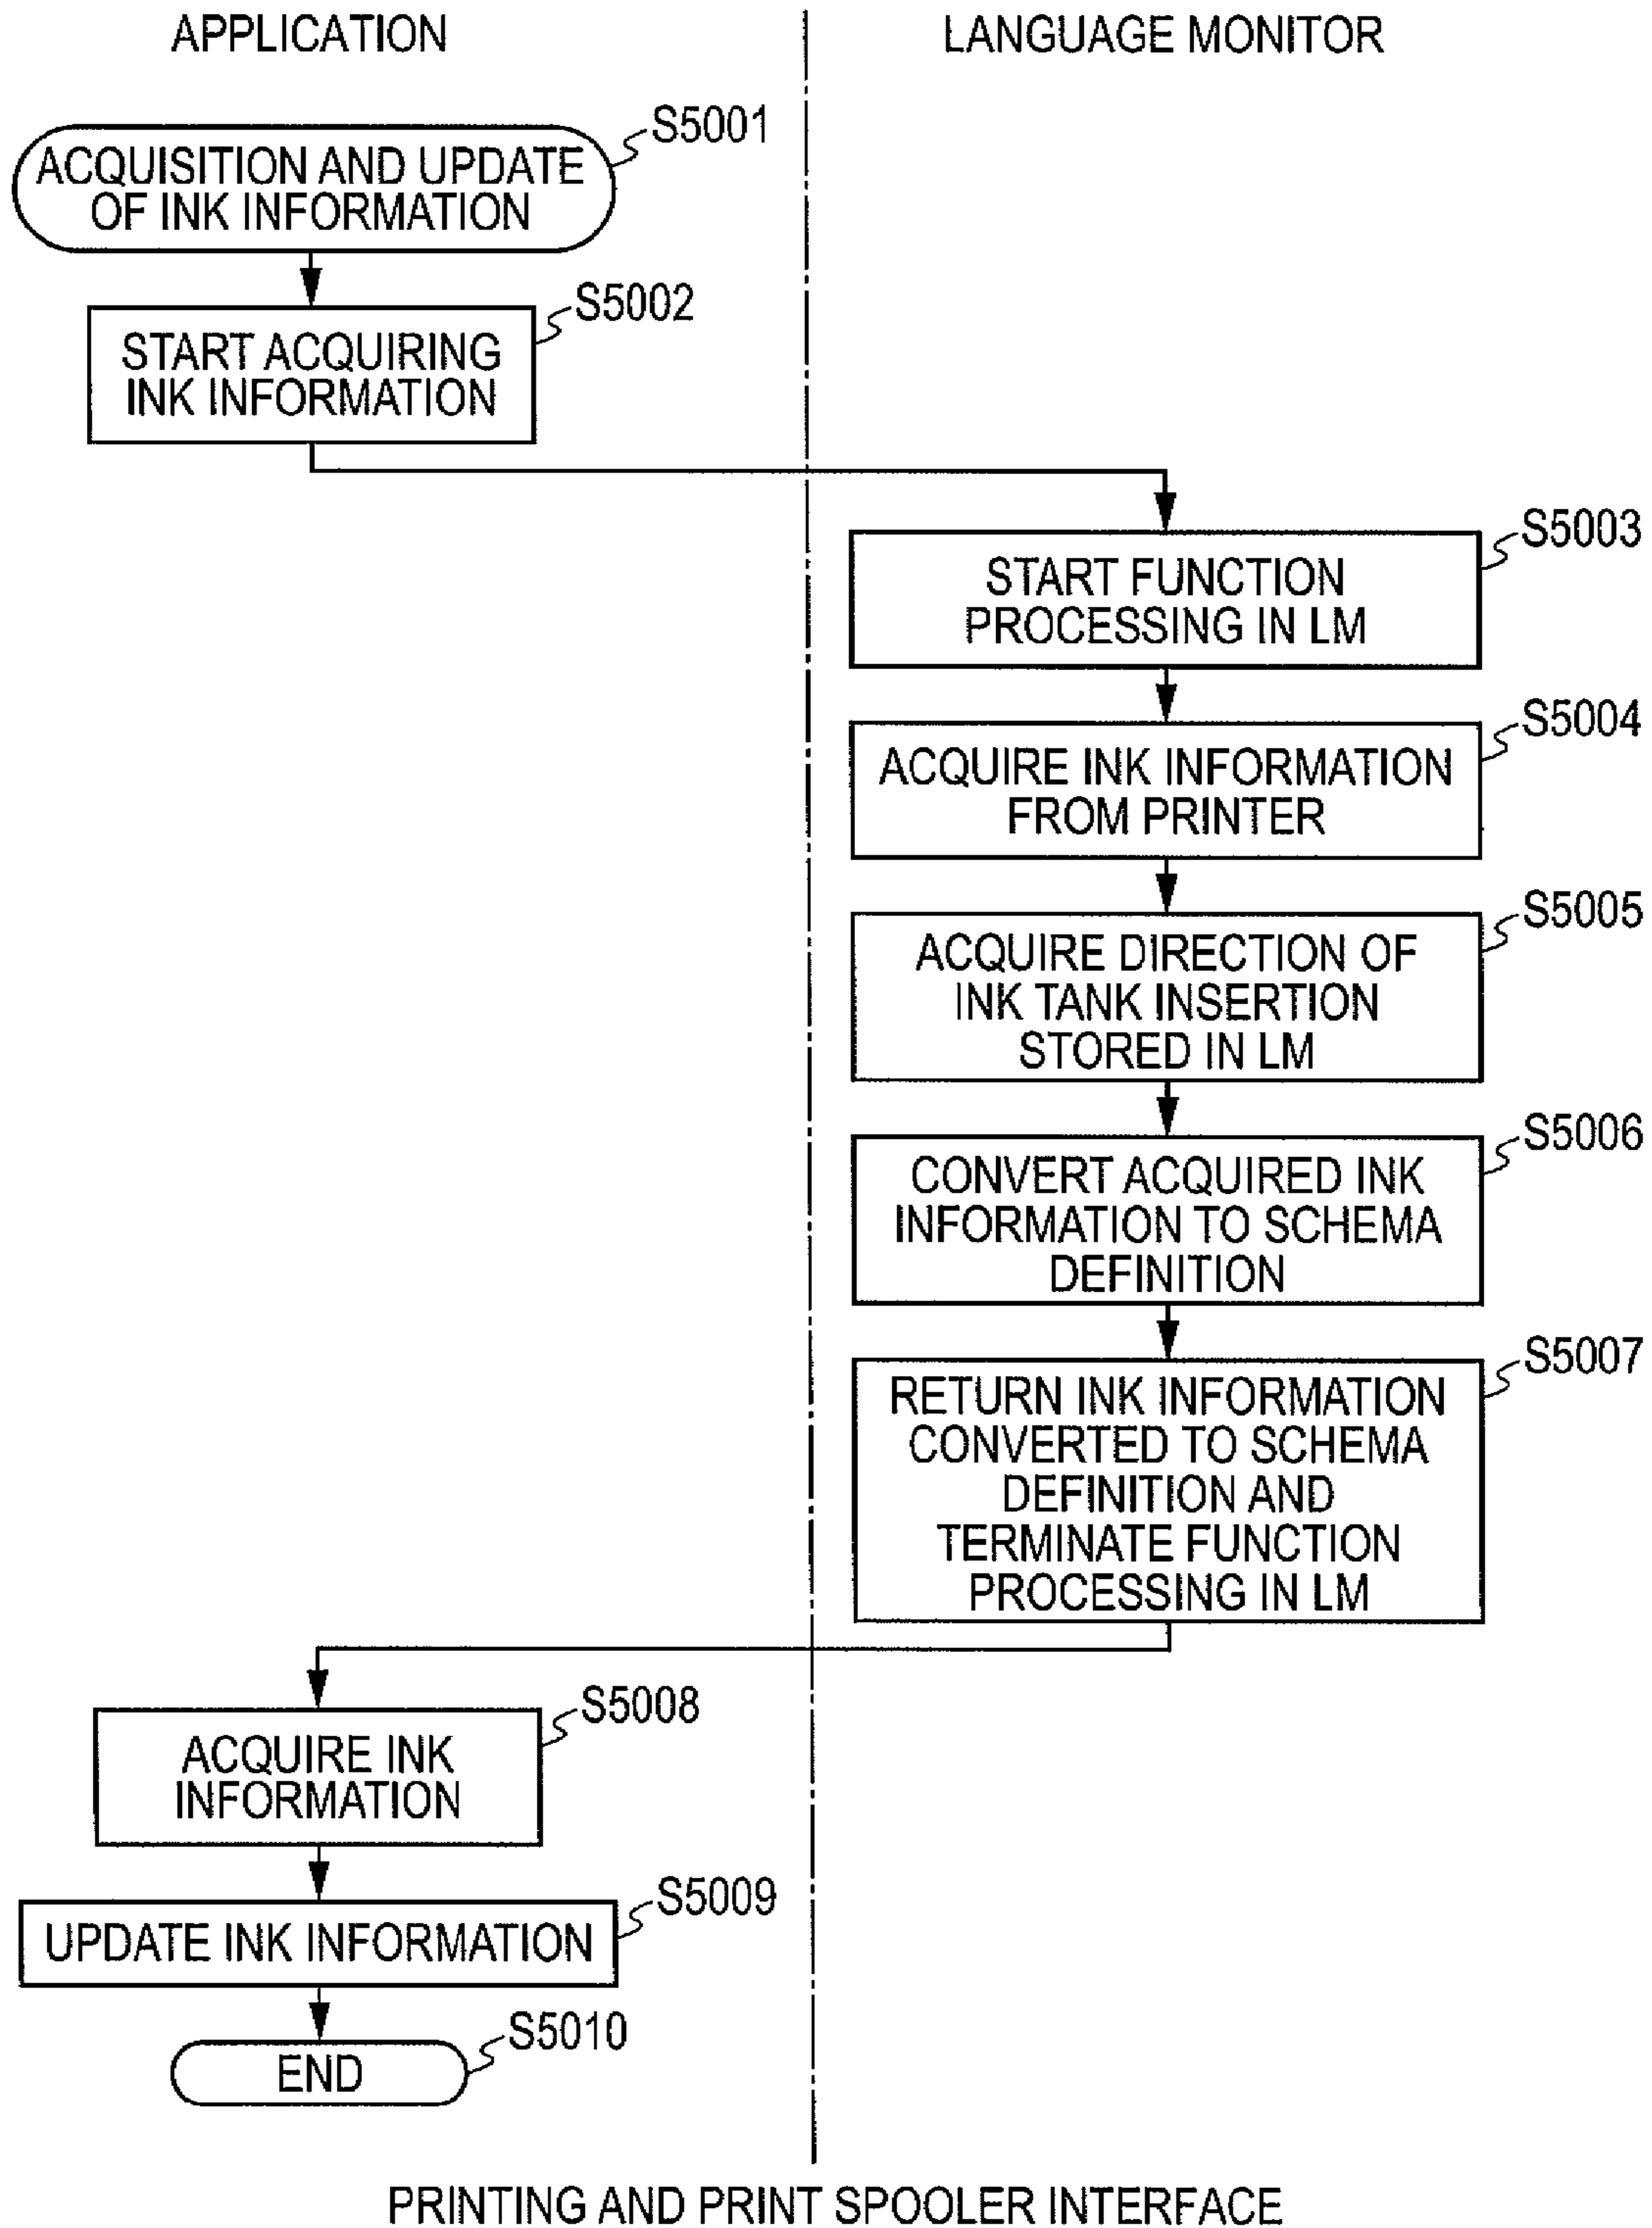 APPLICATION
LANGUAGE MONITOR
S5001
ACQUISITION AND UPDATE
OF INK INFORMATION
S5002
START ACQUIRING
INK INFORMATION
S5003
START FUNCTION
PROCESSING IN LM
S5004
ACQUIRE INK INFORMATION
FROM PRINTER
S5005
ACQUIRE DIRECTION OF
INK TANK INSERTION
STORED IN LM
S5006
CONVERT ACQUIRED INK
INFORMATION TO SCHEMA
DEFINITION
S5007
RETURN INK INFORMATION
CONVERTED TO SCHEMA
DEFINITION AND
TERMINATE FUNCTION
PROCESSING IN LM
S5008
ACQUIRE INK
INFORMATION
S5009
UPDATE INK INFORMATION
S5010
END
PRINTING AND PRINT SPOOLER INTERFACE